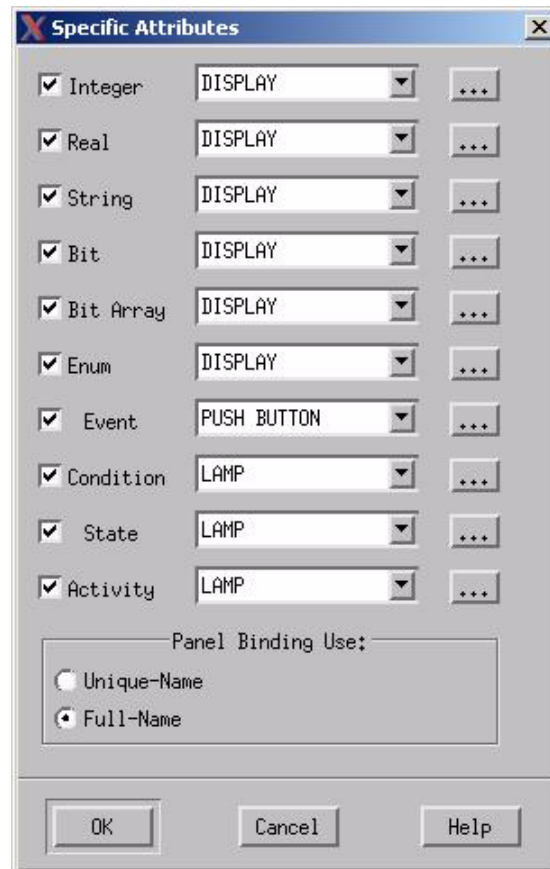 Specific Attributes
Integer DISPLAY ...
Real DISPLAY ...
String DISPLAY ...
Bit DISPLAY ...
Bit Array DISPLAY ...
Enum DISPLAY ...
Event PUSH BUTTON ...
Condition LAMP ...
State LAMP ...
Activity LAMP ...
Panel Binding Use:
Unique-Name
Full-Name
OK Cancel Help